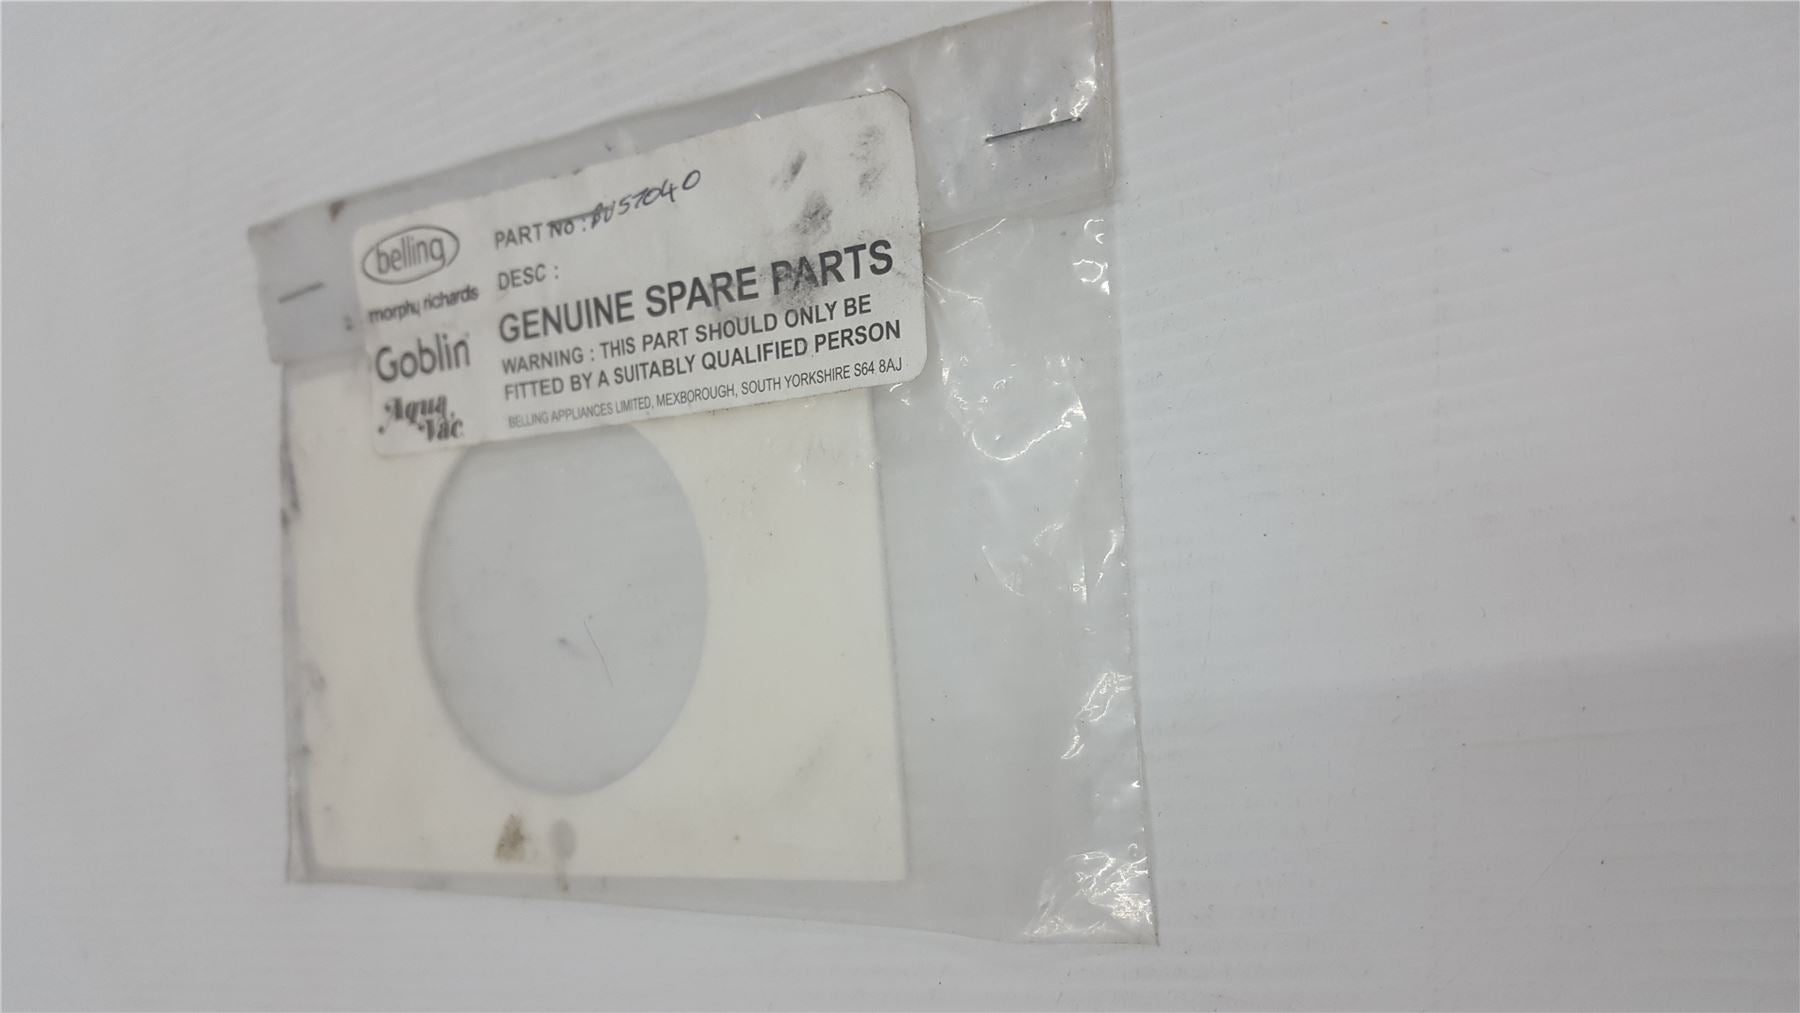 belling
morphy richards
Goblin
Aqua
Vac
PART NO :
DESC :
GENUINE SPARE PARTS
WARNING : THIS PART SHOULD ONLY BE
FITTED BY A SUITABLY QUALIFIED PERSON
BELLING APPLIANCES LIMITED, MEXBOROUGH, SOUTH YORKSHIRE S64 8AJ